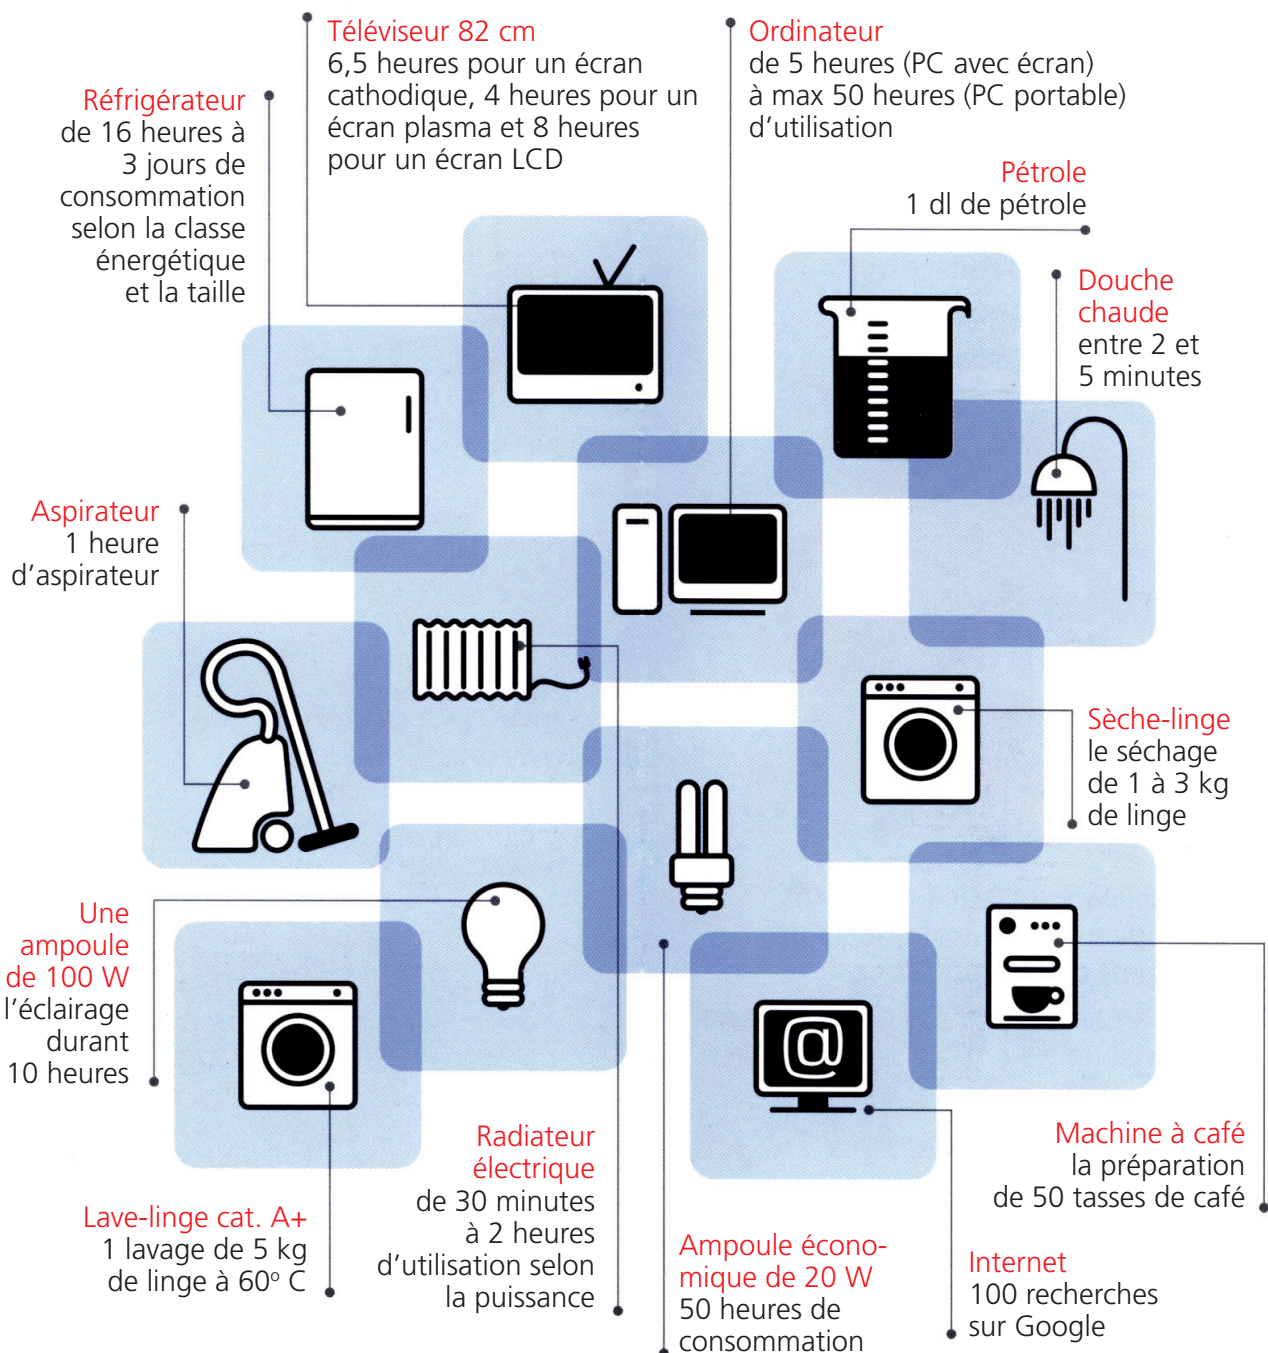 Téléviseur 82 cm
6,5 heures pour un écran
cathodique, 4 heures pour un
écran plasma et 8 heures
pour un écran LCD
Ordinateur
de 5 heures (PC avec écran)
à max 50 heures (PC portable)
d'utilisation
Réfrigérateur
de 16 heures à
3 jours de
consommation
selon la classe
énergétique
et la taille
Pétrole
1 dl de pétrole
Douche
chaude
entre 2 et
5 minutes
Aspirateur
1 heure
d'aspirateur
Sèche-linge
le séchage
de 1 à 3 kg
de linge
Une
ampoule
de 100 W
l'éclairage
durant
10 heures
@
Lave-linge cat. A+
1 lavage de 5 kg
de linge à 60° C
Radiateur
électrique
de 30 minutes
à 2 heures
d'utilisation selon
la puissance
Ampoule écono-
mique de 20 W
50 heures de
consommation
Internet
100 recherches
sur Google
Machine à café
la préparation
de 50 tasses de café